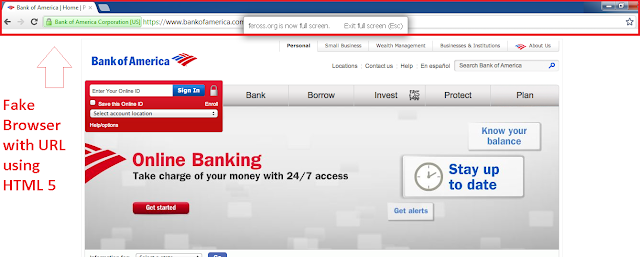 Bank of America | Home | P
Bank of America Corporation [US] https://www.bankofamerica.com
feross.org is now full screen. Exit full screen (Esc)
Personal Small Business Wealth Management Businesses & Institutions About Us
Bank of America
Locations Contact us Help En español Search Bank of America
Enter Your Online ID Sign In
Save this Online ID Enroll
Select account location
Help/options
Bank Borrow Invest Protect Plan
Fake
Browser
with URL
using
HTML 5
Know your
balance
Online Banking
Take charge of your money with 24/7 access
Stay up
to date
Get started
Get alerts
Information for: Select a state Go